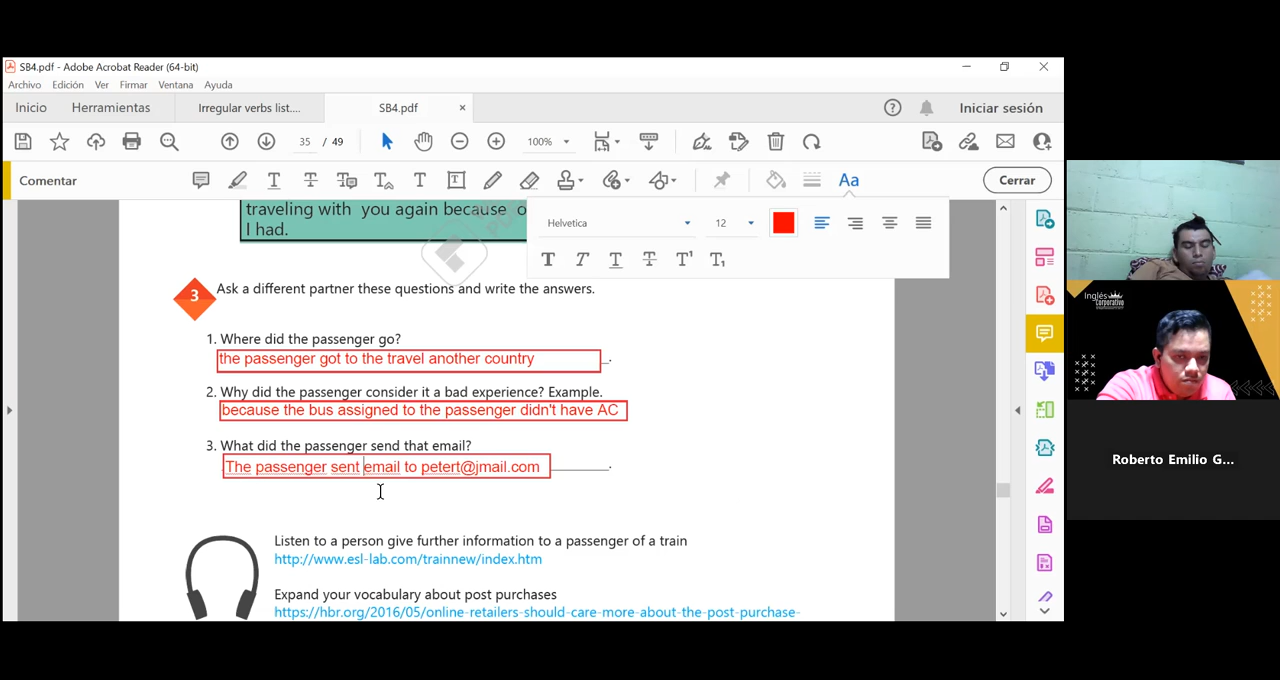 SB4.pdf - Adobe Acrobat Reader (64-bit)
Archivo Edición Ver Firmar Ventana Ayuda
Inicio Herramientas Irregular verbs list.... SB4.pdf × Iniciar sesión
35 / 49 100%
Comentar Aa Cerrar
Helvetica 12
T T T T T¹ T₁
traveling with you again because o
I had.
3 Ask a different partner these questions and write the answers.
1. Where did the passenger go?
the passenger got to the travel another country _.
2. Why did the passenger consider it a bad experience? Example.
because the bus assigned to the passenger didn't have AC
3. What did the passenger send that email?
The passenger sent email to petert@jmail.com ________.
Listen to a person give further information to a passenger of a train
http://www.esl-lab.com/trainnew/index.htm
Expand your vocabulary about post purchases
https://hbr.org/2016/05/online-retailers-should-care-more-about-the-post-purchase-
Inglés
Corporativo
Roberto Emilio G...